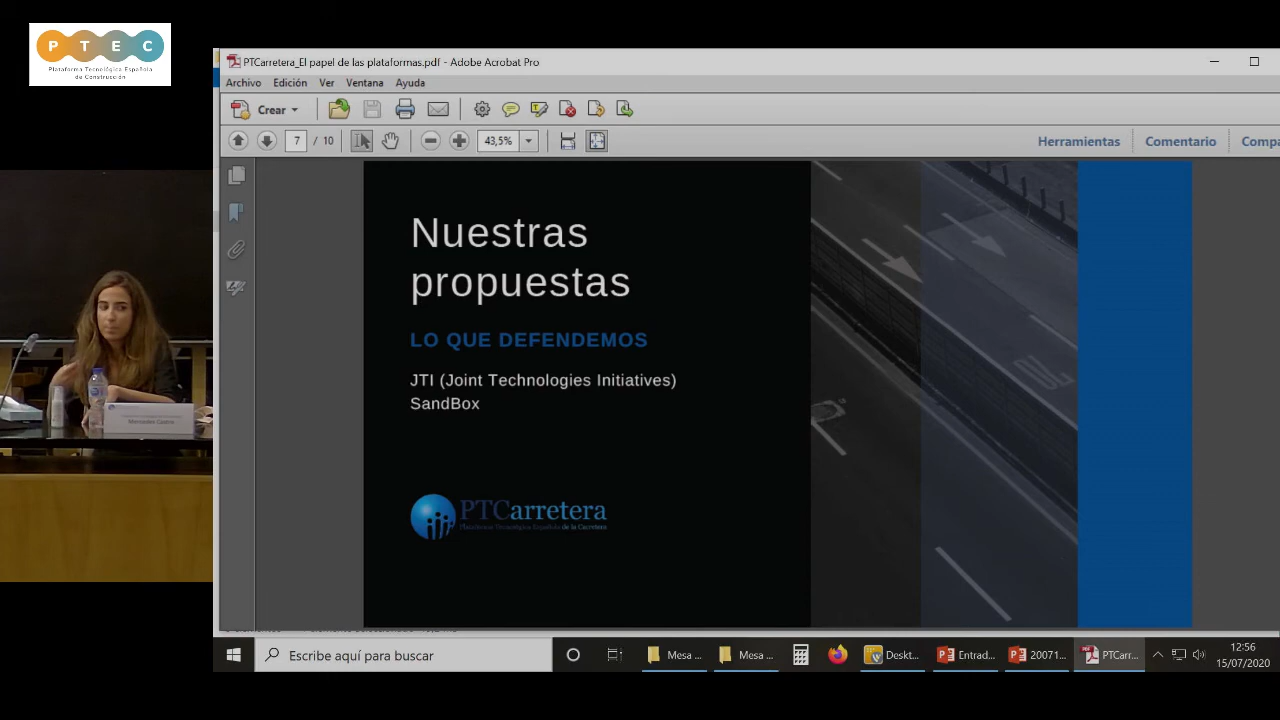 P T E C
Plataforma Tecnológica Española
de Construcción
PTCarretera_El papel de las plataformas.pdf - Adobe Acrobat Pro
Archivo Edición Ver Ventana Ayuda
Crear
7 / 10 43,5% Herramientas Comentario Compa
Nuestras
propuestas
LO QUE DEFENDEMOS
JTI (Joint Technologies Initiatives)
SandBox
PTCarretera
Plataforma Tecnológica Española de la Carretera
Escribe aquí para buscar
Mesa ... Mesa ... Deskt... Entrad... 20071... PTCarr...
12:56
15/07/2020